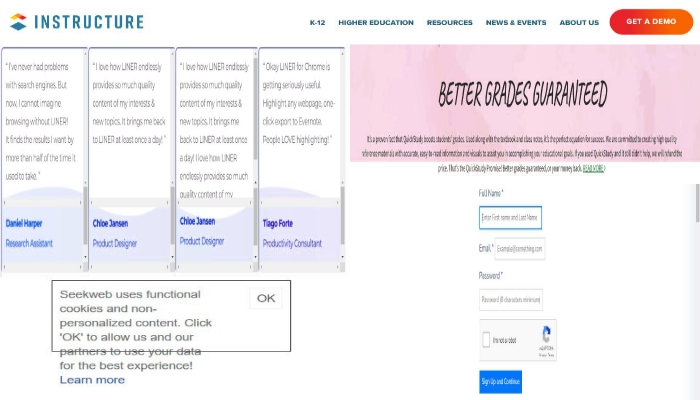 INSTRUCTURE
K-12 HIGHER EDUCATION RESOURCES NEWS & EVENTS ABOUT US GET A DEMO
" I've never had problems
with search engines. But
now, I cannot imagine
browsing without LINER!
It finds the results I want by
more than half of the time it
used to take. "
Daniel Harper
Research Assistant
" I love how LINER endlessly
provides so much quality
content of my interests &
new topics. It brings me back
to LINER at least once a day! "
Chloe Jansen
Product Designer
" I love how LINER endlessly
provides so much quality
content of my interests &
new topics. It brings me
back to LINER at least once
a day! I love how LINER
endlessly provides so much
quality content of my
Chloe Jansen
Product Designer
" Okay LINER for Chrome is
getting seriously useful.
Highlight any webpage, one-
click export to Evernote.
People LOVE highlighting! "
Tiago Forte
Productivity Consultant
Seekweb uses functional
cookies and non-
personalized content. Click
'OK' to allow us and our
partners to use your data
for the best experience!
Learn more
OK
BETTER GRADES GUARANTEED
It's a proven fact that QuickStudy boosts students' grades. Used along with the textbook and class notes, it's the perfect equation for success. We are committed to creating high quality
reference materials with accurate, easy-to-read information and visuals to assist you in accomplishing your educational goals. If you used QuickStudy and it still didn't help, we will refund the
price. That's the QuickStudy Promise! Better grades guaranteed, or your money back. READ MORE >
Full Name *
Enter First name and Last Name
Email * Example@something.com
Password *
Password (8 characters minimum)
I'm not a robot
reCAPTCHA
Privacy - Terms
Sign Up and Continue